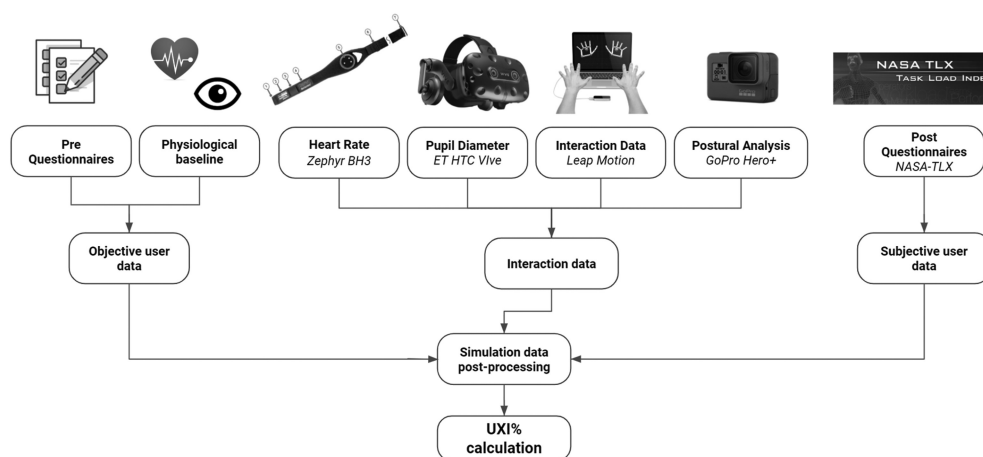 NASA TLX
TASK LOAD INDE
Pre
Questionnaires
Physiological
baseline
Heart Rate
Zephyr BH3
Pupil Diameter
ET HTC VIve
Interaction Data
Leap Motion
Postural Analysis
GoPro Hero+
Post
Questionnaires
NASA-TLX
Objective user
data
Interaction data
Subjective user
data
Simulation data
post-processing
UXI%
calculation